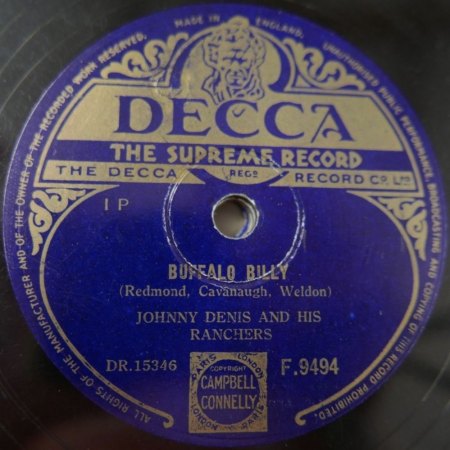 MADE IN ENGLAND.
MANUFACTURER AND OF THE OWNER OF THE RECORDED WORK RESERVED.
UNAUTHORISED PUBLIC PERFORMANCE BROADCASTING AND COPYING OF THIS RECORD PROHIBITED.
ALL RIGHTS OF THE
DECCA
THE SUPREME RECORD
THE DECCA REGD RECORD CO. LTD
1 P
BUFFALO BILLY
(Redmond, Cavanaugh, Weldon)
JOHNNY DENIS AND HIS
RANCHERS
DR.15346
PARIS LONDON
COPYRIGHT
CAMPBELL
CONNELLY
LONDON PARIS
F.9494